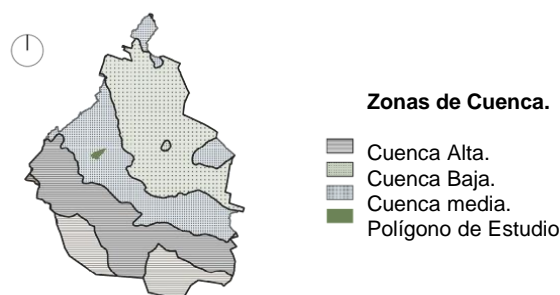 Zonas de Cuenca.
Cuenca Alta.
Cuenca Baja.
Cuenca media.
Polígono de Estudio